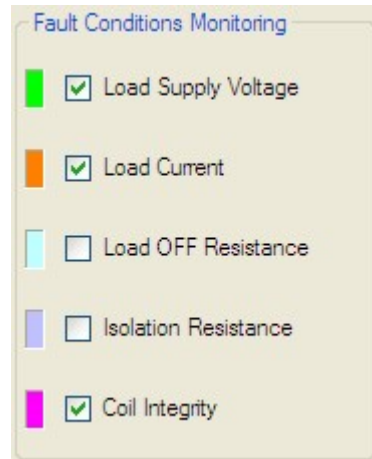 Fault Conditions Monitoring
Load Supply Voltage
Load Current
Load OFF Resistance
Isolation Resistance
Coil Integrity